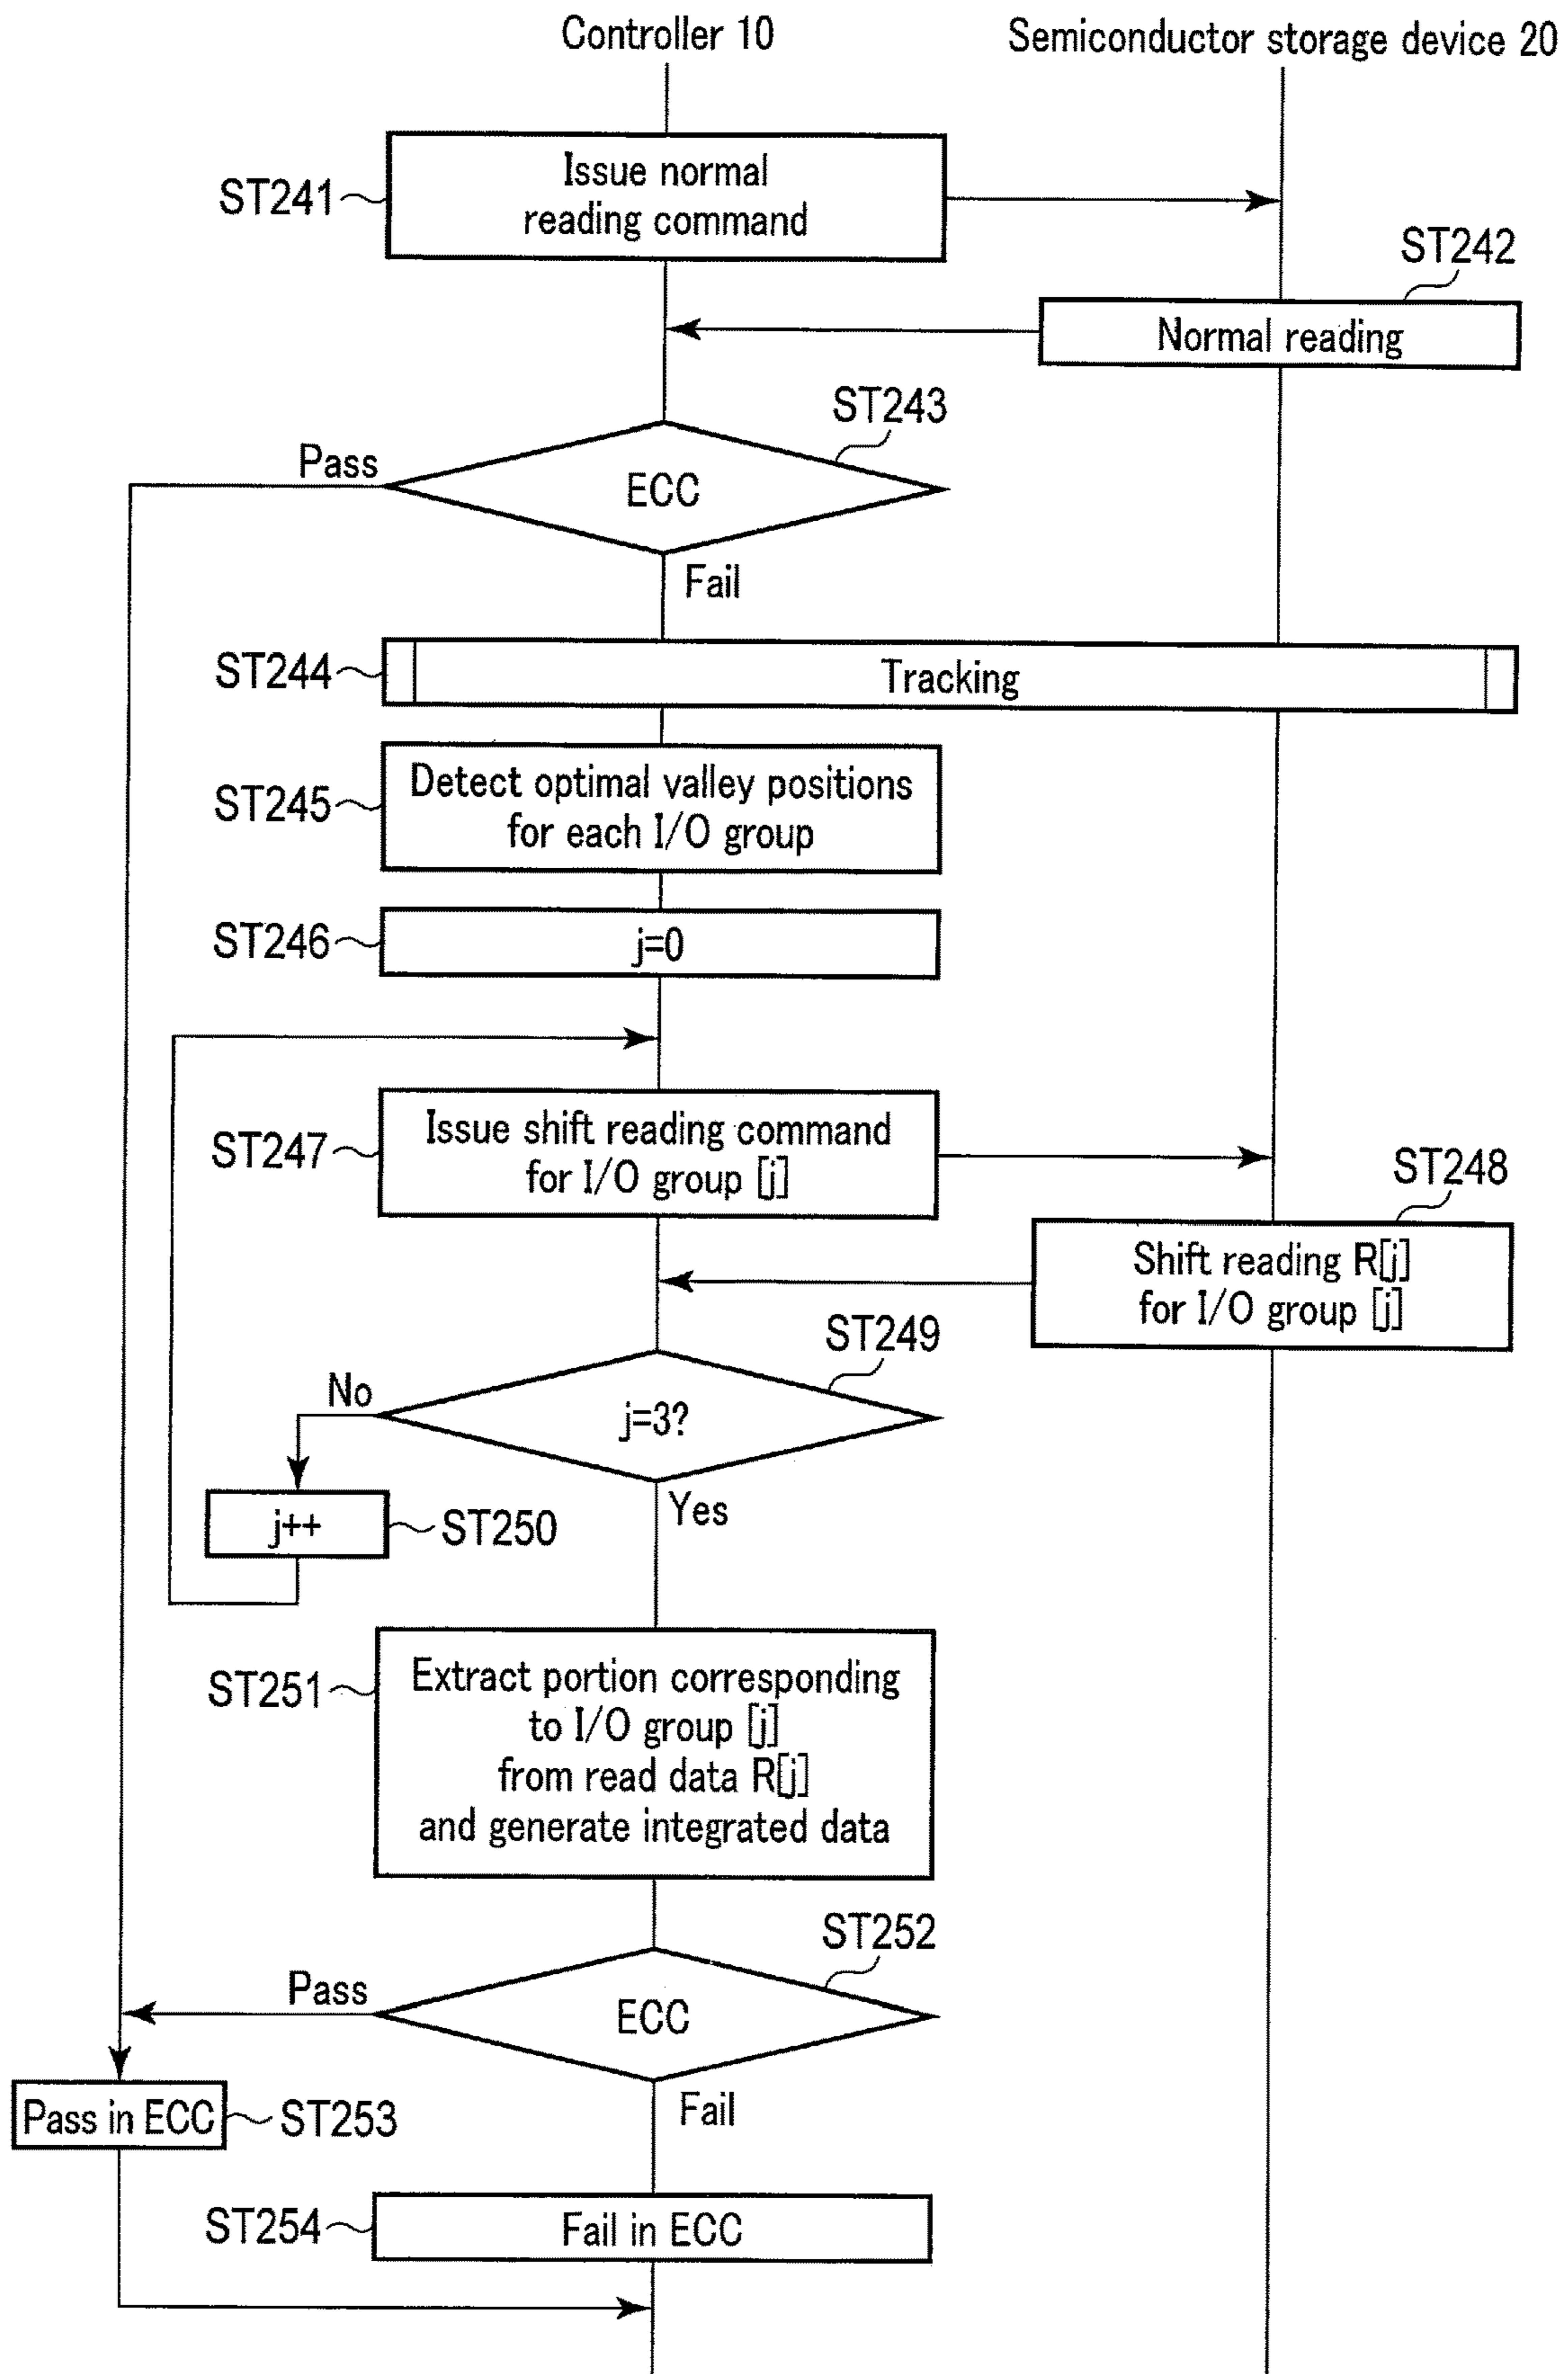 Controller 10
Semiconductor storage device 20
ST241
Issue normal
reading command
ST242
Normal reading
ST243
Pass
ECC
Fail
ST244
Tracking
ST245
Detect optimal valley positions
for each I/O group
ST246
j=0
ST247
Issue shift reading command
for I/O group [j]
ST248
Shift reading R[j]
for I/O group [j]
ST249
No
j=3?
Yes
j++
ST250
ST251
Extract portion corresponding
to I/O group [j]
from read data R[j]
and generate integrated data
ST252
Pass
ECC
Fail
Pass in ECC
ST253
ST254
Fail in ECC